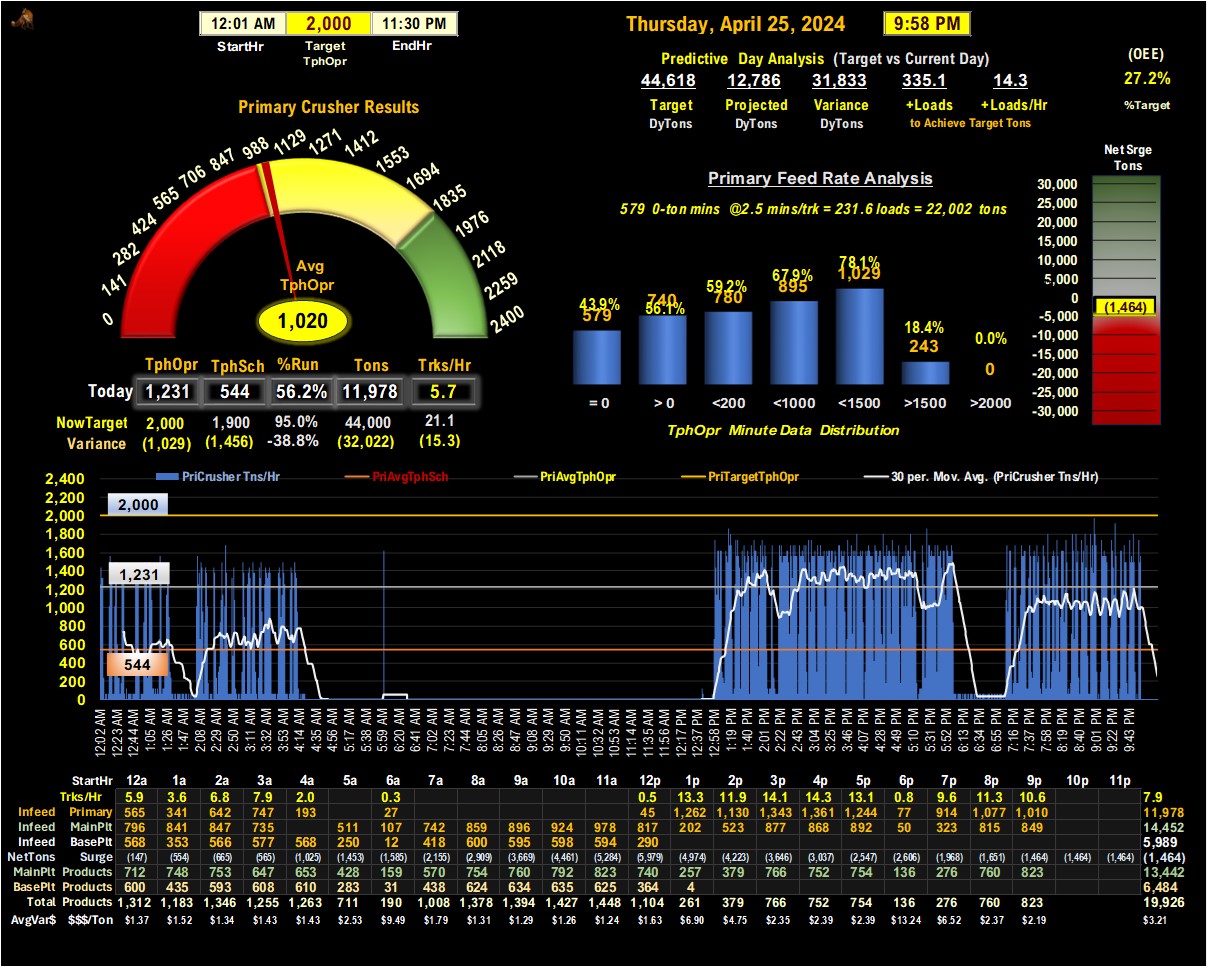 12:01 AM 2,000 11:30 PM
StartHr Target TphOpr EndHr
Thursday, April 25, 2024 9:58 PM
Predictive Day Analysis (Target vs Current Day)
44,618 12,786 31,833 335.1 14.3
Target Projected Variance +Loads +Loads/Hr
DyTons DyTons DyTons to Achieve Target Tons
(OEE)
27.2%
%Target
Primary Crusher Results
0 141 282 424 565 706 847 988 1129 1271 1412 1553 1694 1835 1976 2118 2259 2400
Avg
TphOpr
1,020
TphOpr TphSch %Run Tons Trks/Hr
Today 1,231 544 56.2% 11,978 5.7
NowTarget 2,000 1,900 95.0% 44,000 21.1
Variance (1,029) (1,456) -38.8% (32,022) (15.3)
Primary Feed Rate Analysis
579 0-ton mins @2.5 mins/trk = 231.6 loads = 22,002 tons
43.9% 56.1% 59.2% 67.9% 78.1% 18.4% 0.0%
579 740 780 895 1,029 243 0
= 0 > 0 <200 <1000 <1500 >1500 >2000
TphOpr Minute Data Distribution
Net Srge
Tons
30,000
25,000
20,000
15,000
10,000
5,000
0
(1,464)
-5,000
-10,000
-15,000
-20,000
-25,000
-30,000
PriCrusher Tns/Hr PriAvgTphSch PriAvgTphOpr PriTargetTphOpr 30 per. Mov. Avg. (PriCrusher Tns/Hr)
2,400
2,200
2,000
1,800
1,600
1,400
1,200
1,000
800
600
400
200
0
2,000
1,231
544
12:02 AM 12:23 AM 12:44 AM 1:05 AM 1:26 AM 1:47 AM 2:08 AM 2:29 AM 2:50 AM 3:11 AM 3:32 AM 3:53 AM 4:14 AM 4:35 AM 4:56 AM 5:17 AM 5:38 AM 5:59 AM 6:20 AM 6:41 AM 7:02 AM 7:23 AM 7:44 AM 8:05 AM 8:26 AM 8:47 AM 9:08 AM 9:29 AM 9:50 AM 10:11 AM 10:32 AM 10:53 AM 11:14 AM 11:35 AM 11:56 AM 12:17 PM 12:37 PM 12:58 PM 1:19 PM 1:40 PM 2:01 PM 2:22 PM 2:43 PM 3:04 PM 3:25 PM 3:46 PM 4:07 PM 4:28 PM 4:49 PM 5:10 PM 5:31 PM 5:52 PM 6:13 PM 6:34 PM 6:55 PM 7:16 PM 7:37 PM 7:58 PM 8:19 PM 8:40 PM 9:01 PM 9:22 PM 9:43 PM
StartHr 12a 1a 2a 3a 4a 5a 6a 7a 8a 9a 10a 11a 12p 1p 2p 3p 4p 5p 6p 7p 8p 9p 10p 11p
Trks/Hr 5.9 3.6 6.8 7.9 2.0 0.3 0.5 13.3 11.9 14.1 14.3 13.1 0.8 9.6 11.3 10.6 7.9
Infeed Primary 565 341 642 747 193 27 45 1,262 1,130 1,343 1,361 1,244 77 914 1,077 1,010 11,978
Infeed MainPlt 796 841 847 735 511 107 742 859 896 924 978 817 202 523 877 868 892 50 323 815 849 14,452
Infeed BasePlt 568 353 566 577 568 250 12 418 600 595 598 594 290 5,989
NetTons Surge (147) (554) (665) (565) (1,025) (1,453) (1,585) (2,155) (2,909) (3,669) (4,461) (5,284) (5,979) (4,974) (4,223) (3,646) (3,037) (2,547) (2,606) (1,968) (1,651) (1,464) (1,464) (1,464) (1,464)
MainPlt Products 712 748 753 647 653 428 159 570 754 760 792 823 740 257 379 766 752 754 136 276 760 823 13,442
BasePlt Products 600 435 593 608 610 283 31 438 624 634 635 625 364 4 6,484
Total Products 1,312 1,183 1,346 1,255 1,263 711 190 1,008 1,378 1,394 1,427 1,448 1,104 261 379 766 752 754 136 276 760 823 19,926
AvgVar$ $$$/Ton $1.37 $1.52 $1.34 $1.43 $1.43 $2.53 $9.49 $1.79 $1.31 $1.29 $1.26 $1.24 $1.63 $6.90 $4.75 $2.35 $2.39 $2.39 $13.24 $6.52 $2.37 $2.19 $3.21